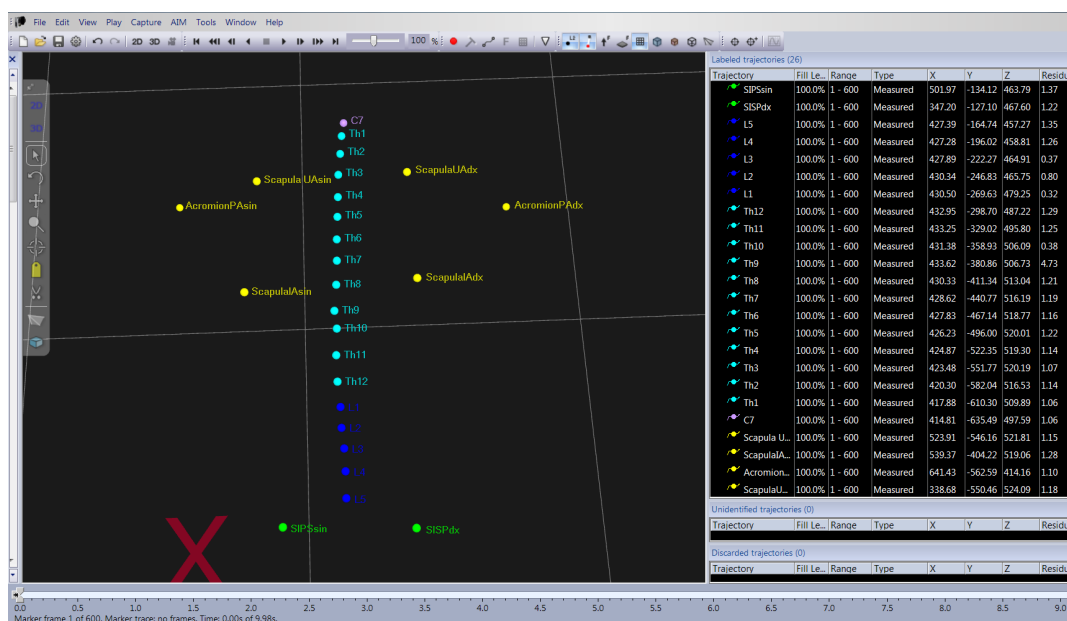 File Edit View Play Capture AIM Tools Window Help
2D 3D 100 %
F
Labeled trajectories (26)
Trajectory Fill Le... Range Type X Y Z Residu
SIPSsin 100.0% 1 - 600 Measured 501.97 -134.12 463.79 1.37
SISPdx 100.0% 1 - 600 Measured 347.20 -127.10 467.60 1.22
L5 100.0% 1 - 600 Measured 427.39 -164.74 457.27 1.35
L4 100.0% 1 - 600 Measured 427.28 -196.02 458.81 1.26
L3 100.0% 1 - 600 Measured 427.89 -222.27 464.91 0.37
L2 100.0% 1 - 600 Measured 430.34 -246.83 465.75 0.80
L1 100.0% 1 - 600 Measured 430.50 -269.63 479.25 0.32
Th12 100.0% 1 - 600 Measured 432.95 -298.70 487.22 1.29
Th11 100.0% 1 - 600 Measured 433.25 -329.02 495.80 1.25
Th10 100.0% 1 - 600 Measured 431.38 -358.93 506.09 0.38
Th9 100.0% 1 - 600 Measured 433.62 -380.86 506.73 4.73
Th8 100.0% 1 - 600 Measured 430.33 -411.34 513.04 1.21
Th7 100.0% 1 - 600 Measured 428.62 -440.77 516.19 1.19
Th6 100.0% 1 - 600 Measured 427.83 -467.14 518.77 1.16
Th5 100.0% 1 - 600 Measured 426.23 -496.00 520.01 1.22
Th4 100.0% 1 - 600 Measured 424.87 -522.35 519.30 1.14
Th3 100.0% 1 - 600 Measured 423.48 -551.77 520.19 1.07
Th2 100.0% 1 - 600 Measured 420.30 -582.04 516.53 1.14
Th1 100.0% 1 - 600 Measured 417.88 -610.30 509.89 1.06
C7 100.0% 1 - 600 Measured 414.81 -635.49 497.59 1.06
Scapula U... 100.0% 1 - 600 Measured 523.91 -546.16 521.81 1.15
ScapulaIA... 100.0% 1 - 600 Measured 539.37 -404.22 519.06 1.28
Acromion... 100.0% 1 - 600 Measured 641.43 -562.59 414.16 1.10
ScapulaU... 100.0% 1 - 600 Measured 338.68 -550.46 524.09 1.18
Unidentified trajectories (0)
Trajectory Fill Le... Range Type X Y Z Residu
Discarded trajectories (0)
Trajectory Fill Le... Range Type X Y Z Residu
2D
3D
C7
Th1
Th2
Scapula UAsin Th3 ScapulaUAdx
Th4
AcromionPAsin AcromionPAdx
Th5
Th6
Th7
ScapulaIAdx
Th8
ScapulaIAsin
Th9
Th10
Th11
Th12
SIPSsin SISPdx
X
0.0 0.5 1.0 1.5 2.0 2.5 3.0 3.5 4.0 4.5 5.0 5.5 6.0 6.5 7.0 7.5 8.0 8.5 9.0
Marker frame 1 of 600. Marker trace: no frames. Time: 0.00s of 9.98s.